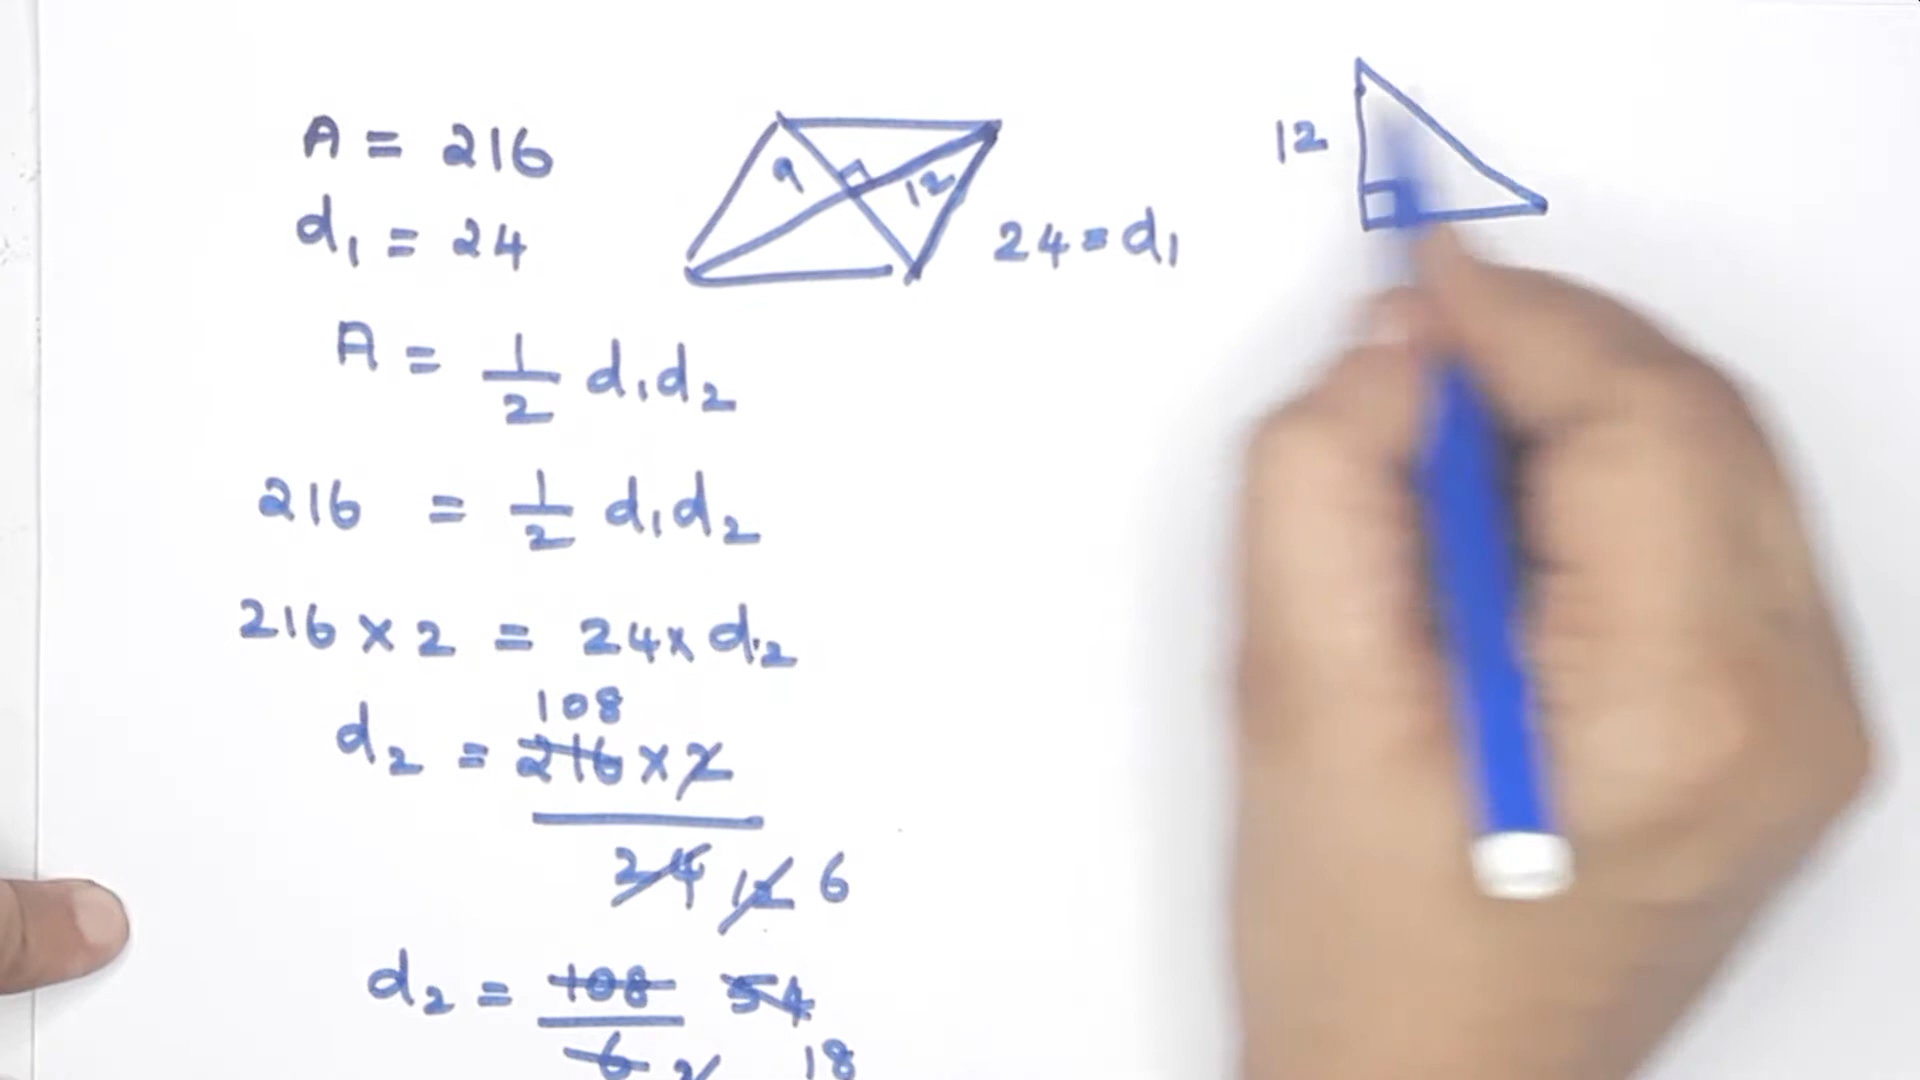 A = 216
d₁ = 24
9
12
24 = d₁
12
A = 1/2 d₁d₂
216 = 1/2 d₁d₂
216 × 2 = 24 × d₂
108
d₂ = 216 × 2
24 12 6
d₂ = 108/6 54
2 18